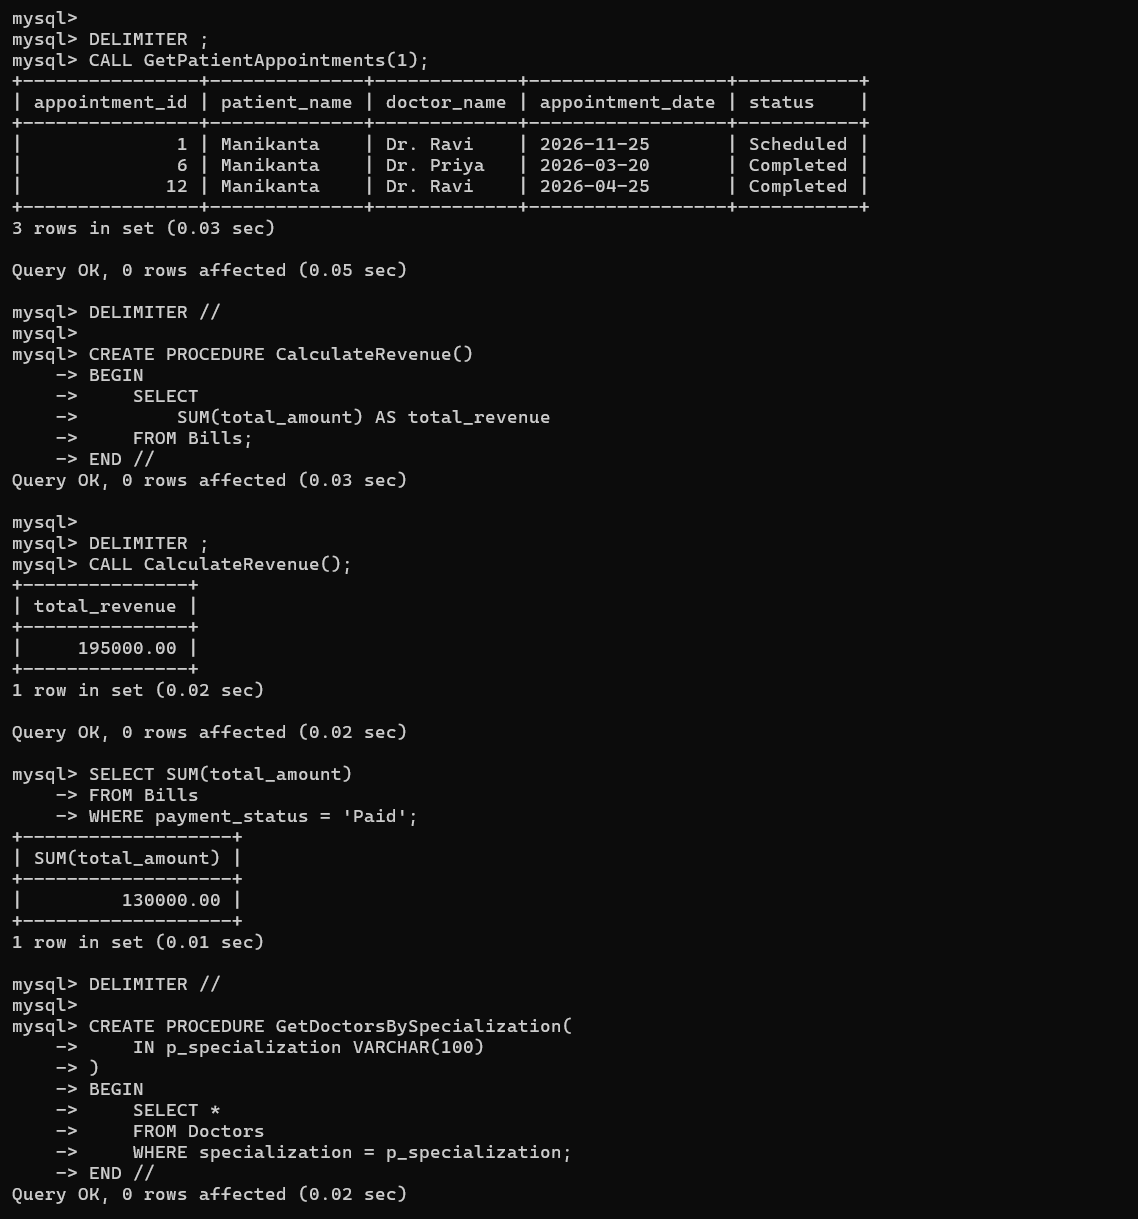 mysql>
mysql> DELIMITER ;
mysql> CALL GetPatientAppointments(1);
+----------------+--------------+-------------+------------------+-----------+
| appointment_id | patient_name | doctor_name | appointment_date | status    |
+----------------+--------------+-------------+------------------+-----------+
|              1 | Manikanta    | Dr. Ravi    | 2026-11-25       | Scheduled |
|              6 | Manikanta    | Dr. Priya   | 2026-03-20       | Completed |
|             12 | Manikanta    | Dr. Ravi    | 2026-04-25       | Completed |
+----------------+--------------+-------------+------------------+-----------+
3 rows in set (0.03 sec)

Query OK, 0 rows affected (0.05 sec)

mysql> DELIMITER //
mysql>
mysql> CREATE PROCEDURE CalculateRevenue()
    -> BEGIN
    ->     SELECT
    ->         SUM(total_amount) AS total_revenue
    ->     FROM Bills;
    -> END //
Query OK, 0 rows affected (0.03 sec)

mysql>
mysql> DELIMITER ;
mysql> CALL CalculateRevenue();
+---------------+
| total_revenue |
+---------------+
|     195000.00 |
+---------------+
1 row in set (0.02 sec)

Query OK, 0 rows affected (0.02 sec)

mysql> SELECT SUM(total_amount)
    -> FROM Bills
    -> WHERE payment_status = 'Paid';
+-------------------+
| SUM(total_amount) |
+-------------------+
|         130000.00 |
+-------------------+
1 row in set (0.01 sec)

mysql> DELIMITER //
mysql>
mysql> CREATE PROCEDURE GetDoctorsBySpecialization(
    ->     IN p_specialization VARCHAR(100)
    -> )
    -> BEGIN
    ->     SELECT *
    ->     FROM Doctors
    ->     WHERE specialization = p_specialization;
    -> END //
Query OK, 0 rows affected (0.02 sec)